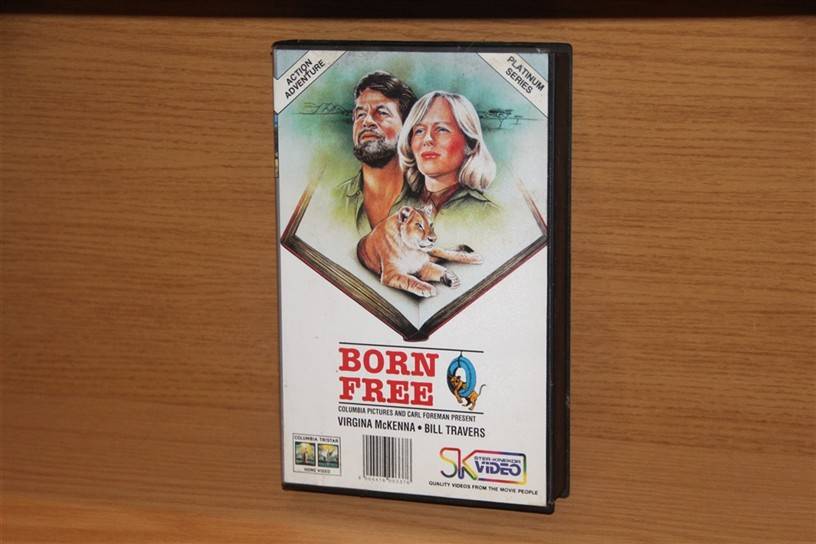 ACTION
ADVENTURE
PLATINUM
SERIES
BORN
FREE
COLUMBIA PICTURES AND CARL FOREMAN PRESENT
VIRGINA McKENNA • BILL TRAVERS
COLUMBIA TRISTAR
HOME VIDEO
STER-KINEKOR
SK VIDEO
QUALITY VIDEOS FROM THE MOVIE PEOPLE